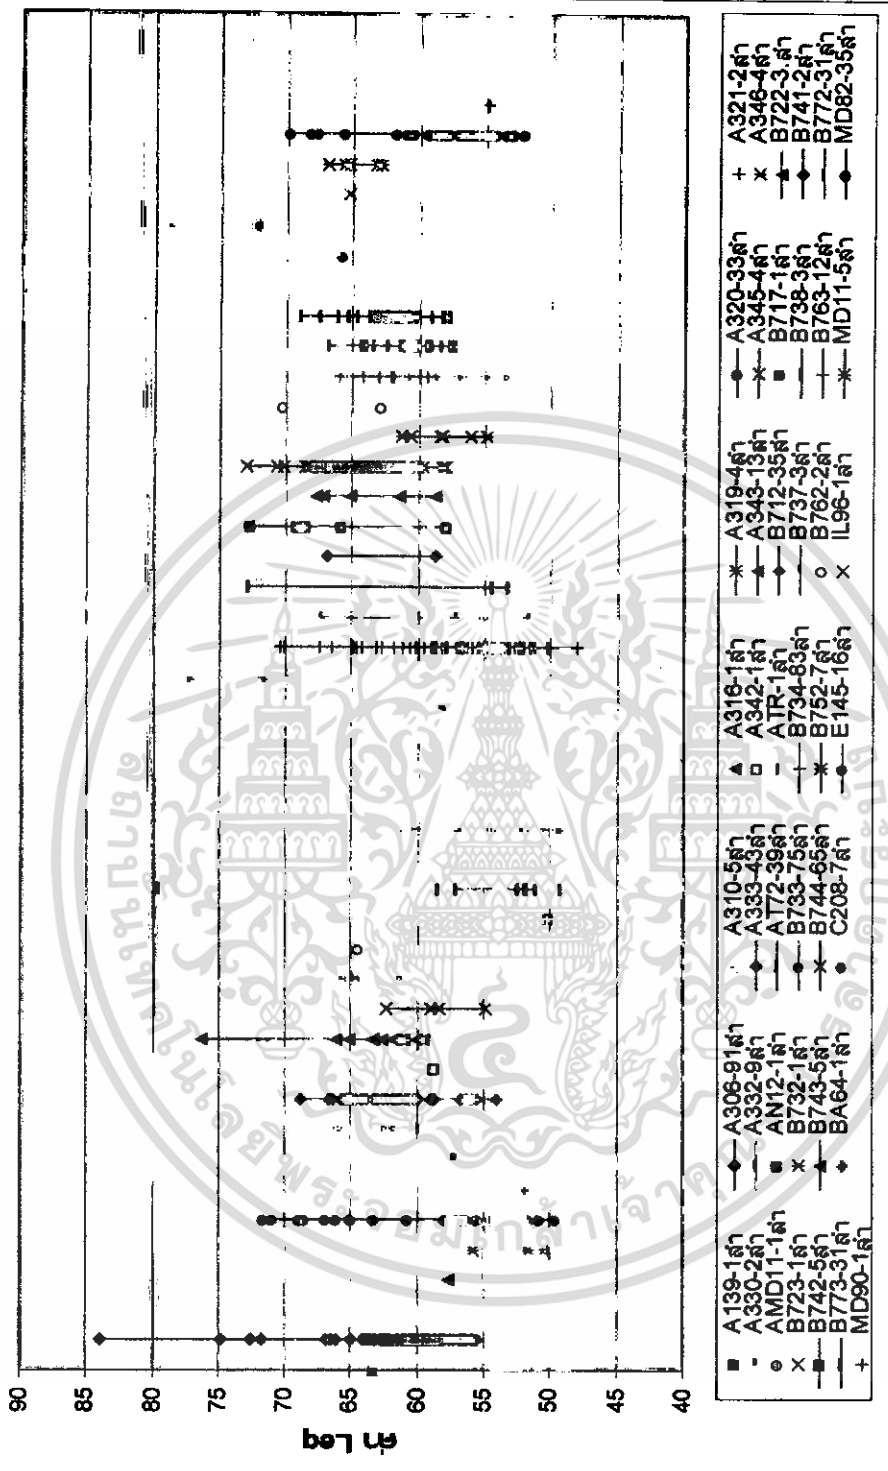 ค่า Leq
90
85
80
75
70
65
60
55
50
45
40
A139-1ลำ A306-91ลำ A310-5ลำ A316-1ลำ A319-4ลำ A320-33ลำ A321-2ลำ
A330-2ลำ A332-9ลำ A333-43ลำ A342-1ลำ A343-13ลำ A345-4ลำ A346-4ลำ
AMD11-1ลำ AN12-1ลำ AT72-39ลำ ATR-1ลำ B712-35ลำ B717-1ลำ B722-3.ลำ
B723-1ลำ B732-1ลำ B733-75ลำ B734-83ลำ B737-3ลำ B738-3ลำ B741-2ลำ
B742-5ลำ B743-5ลำ B744-65ลำ B752-7ลำ B762-2ลำ B763-12ลำ B772-31ลำ
B773-31ลำ BA64-1ลำ C208-7ลำ E145-16ลำ IL96-1ลำ MD11-5ลำ MD82-35ลำ
MD90-1ลำ